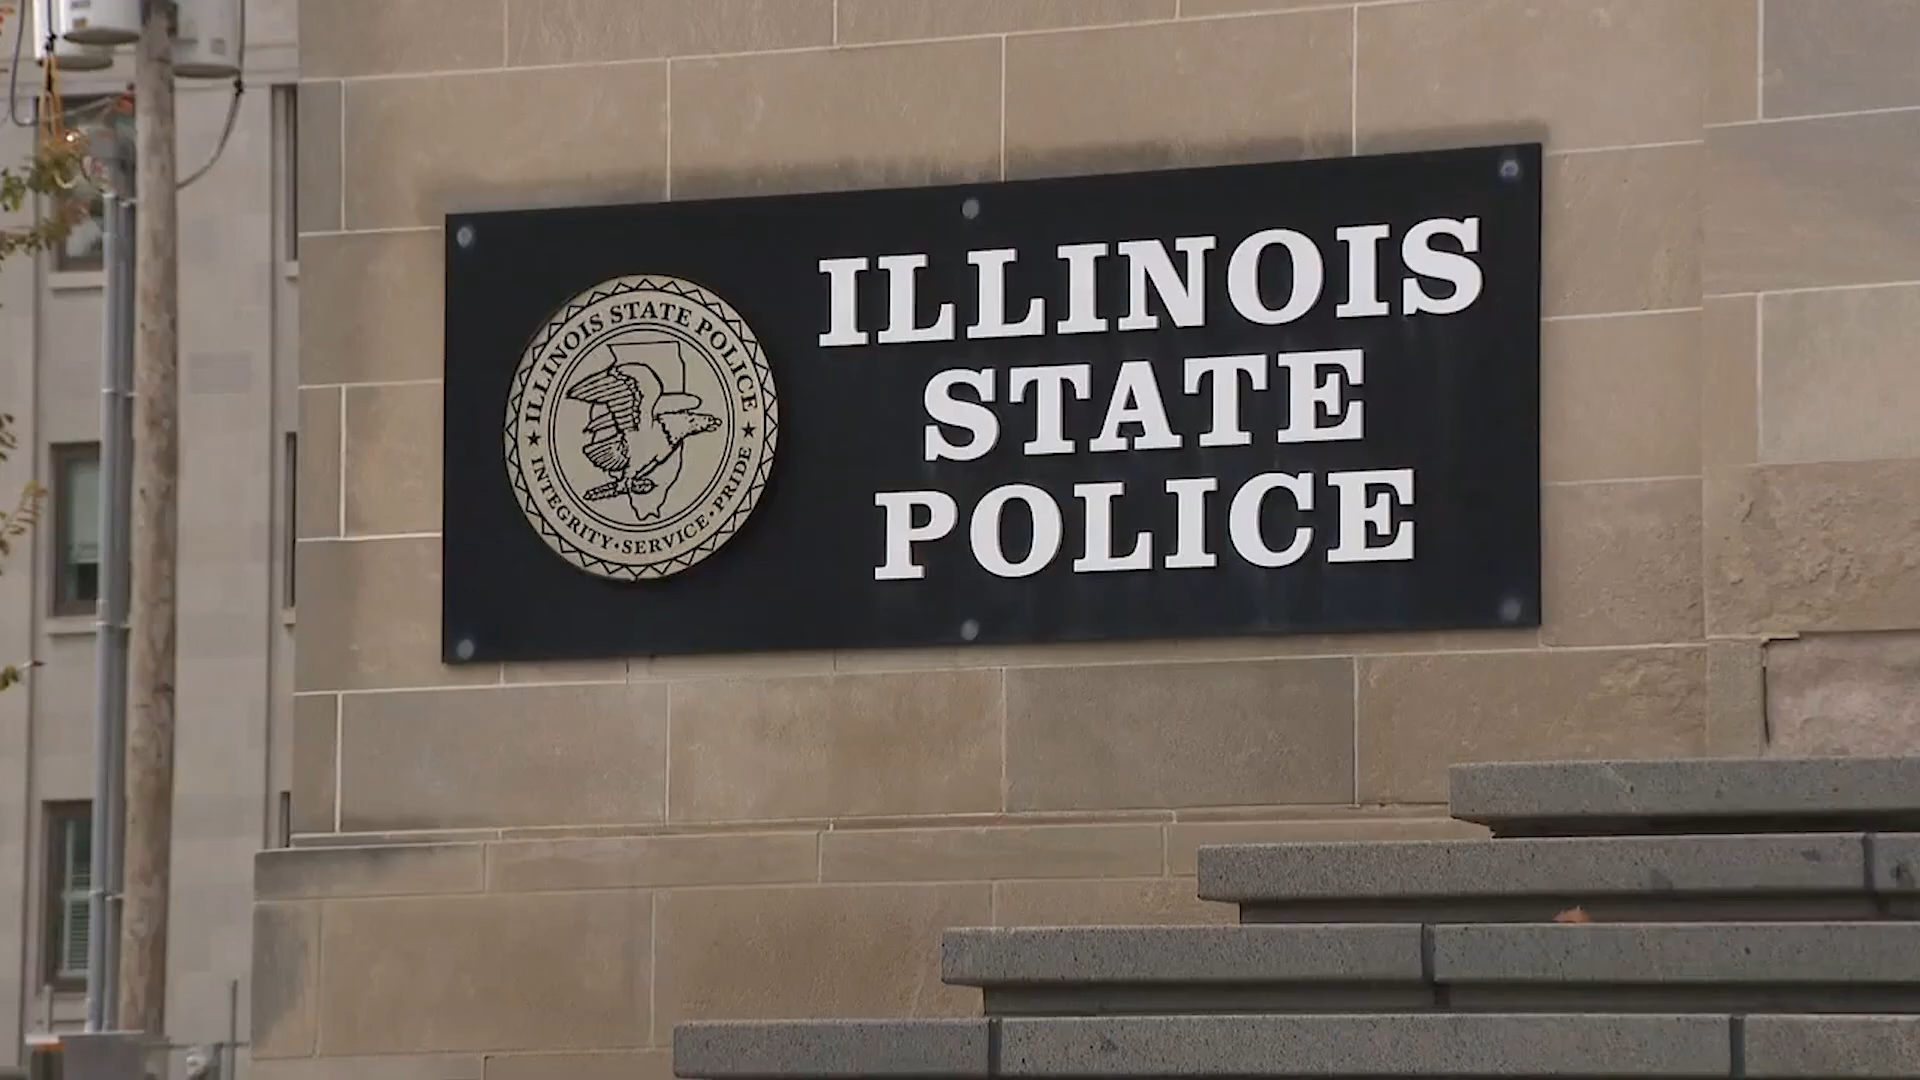 ILLINOIS STATE POLICE
★ INTEGRITY · SERVICE · PRIDE ★
ILLINOIS
STATE
POLICE